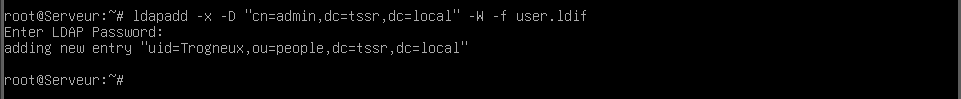 root@Serveur:~# ldapadd -x -D "cn=admin,dc=tssr,dc=local" -W -f user.ldif
Enter LDAP Password:
adding new entry "uid=Trogneux,ou=people,dc=tssr,dc=local"
root@Serveur:~#